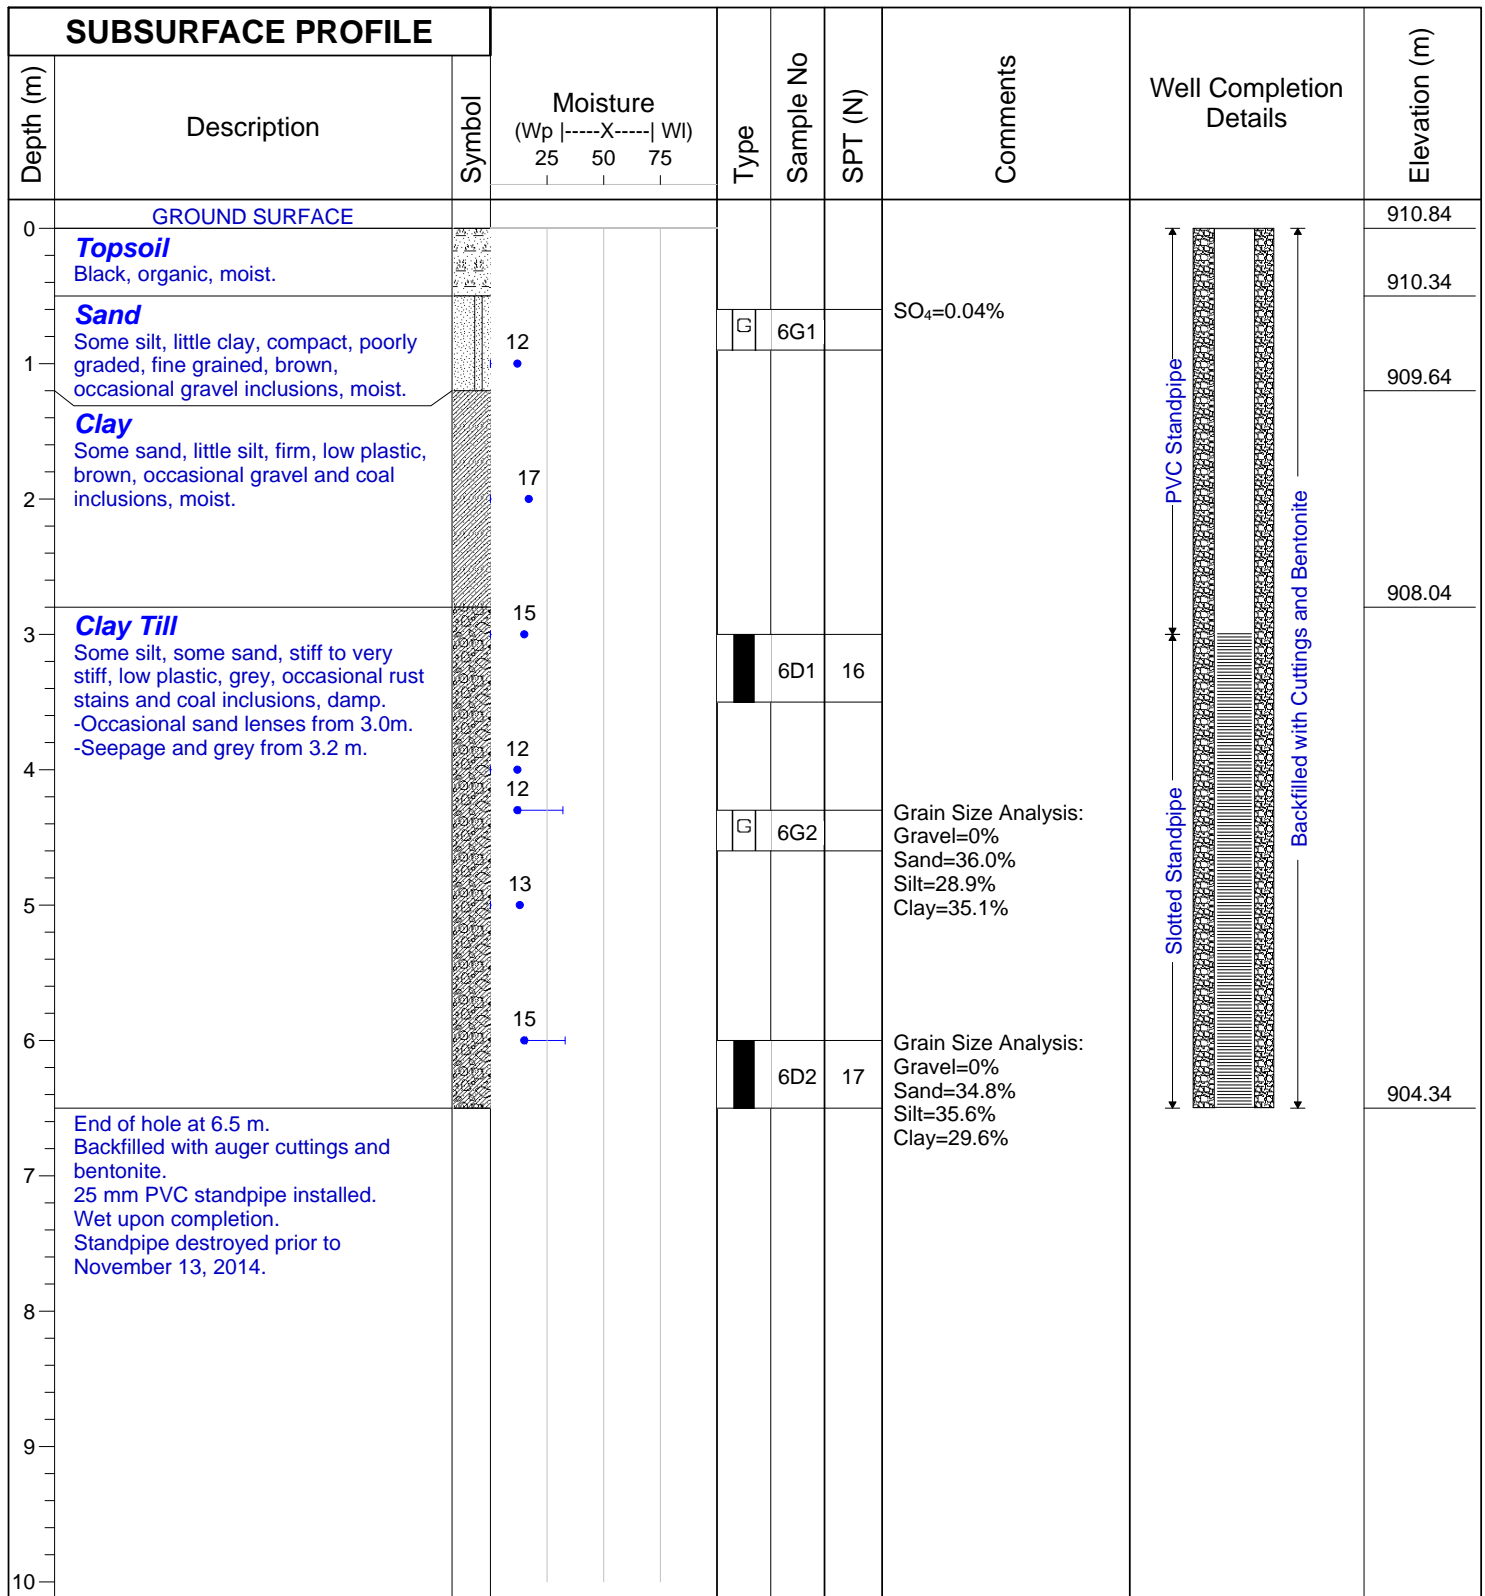 SUBSURFACE PROFILE
Depth (m)
Description
Symbol
Moisture
(Wp |-----X-----| Wl)
25 50 75
Type
Sample No
SPT (N)
Comments
Well Completion
Details
Elevation (m)
GROUND SURFACE
910.84
0
Topsoil
Black, organic, moist.
910.34
Sand
Some silt, little clay, compact, poorly
graded, fine grained, brown,
occasional gravel inclusions, moist.
12
G
6G1
SO₄=0.04%
1
909.64
Clay
Some sand, little silt, firm, low plastic,
brown, occasional gravel and coal
inclusions, moist.
17
2
PVC Standpipe
Backfilled with Cuttings and Bentonite
908.04
Clay Till
Some silt, some sand, stiff to very
stiff, low plastic, grey, occasional rust
stains and coal inclusions, damp.
-Occasional sand lenses from 3.0m.
-Seepage and grey from 3.2 m.
15
3
6D1
16
12
4
12
G
6G2
Grain Size Analysis:
Gravel=0%
Sand=36.0%
Silt=28.9%
Clay=35.1%
Slotted Standpipe
13
5
15
6
6D2
17
Grain Size Analysis:
Gravel=0%
Sand=34.8%
Silt=35.6%
Clay=29.6%
904.34
End of hole at 6.5 m.
Backfilled with auger cuttings and
bentonite.
25 mm PVC standpipe installed.
Wet upon completion.
Standpipe destroyed prior to
November 13, 2014.
7
8
9
10